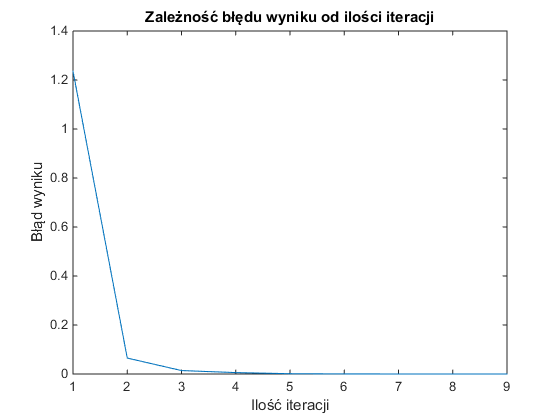 Zależność błędu wyniku od ilości iteracji
1.4
1.2
1
0.8
0.6
0.4
0.2
0
Błąd wyniku
1 2 3 4 5 6 7 8 9
Ilość iteracji